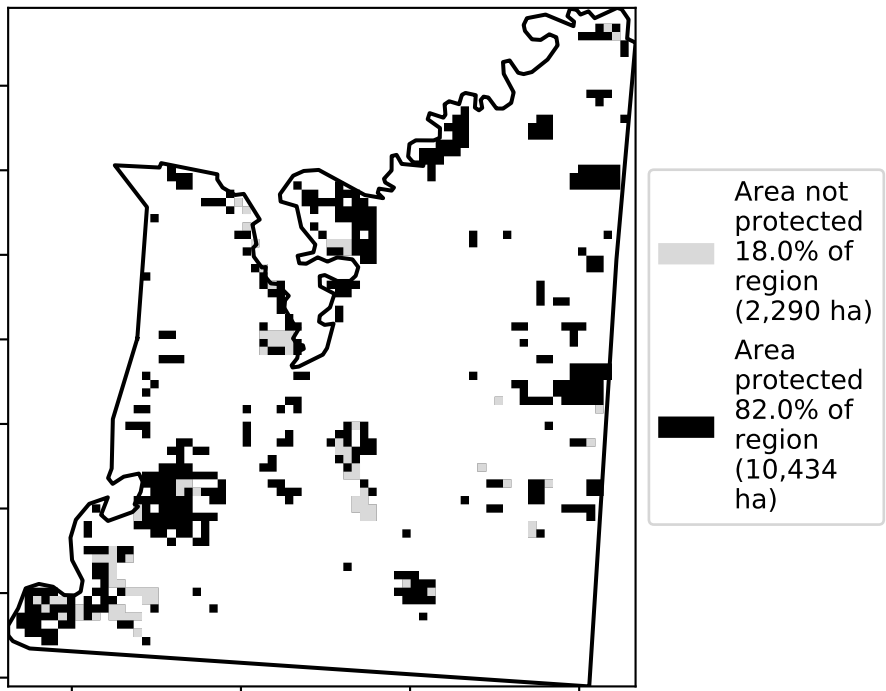 Area not
protected
18.0% of
region
(2,290 ha)
Area
protected
82.0% of
region
(10,434
ha)